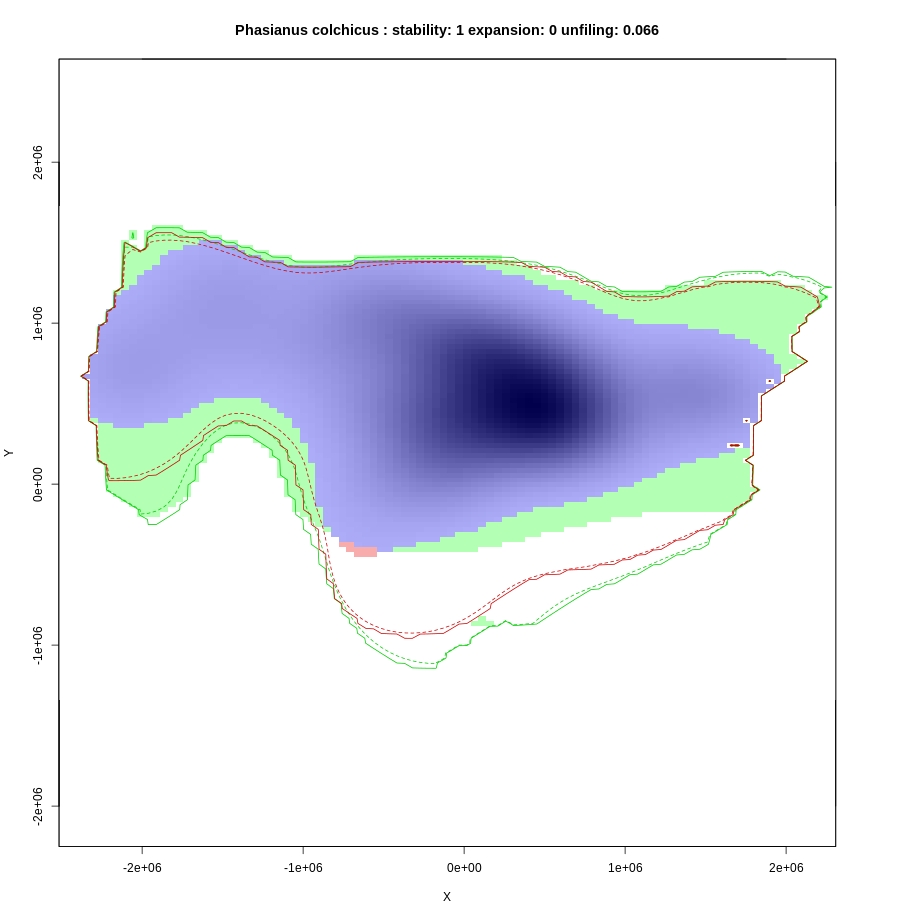 Phasianus colchicus : stability: 1 expansion: 0 unfiling: 0.066
2e+06
1e+06
0e+00
-1e+06
-2e+06
Y
-2e+06 -1e+06 0e+00 1e+06 2e+06
X